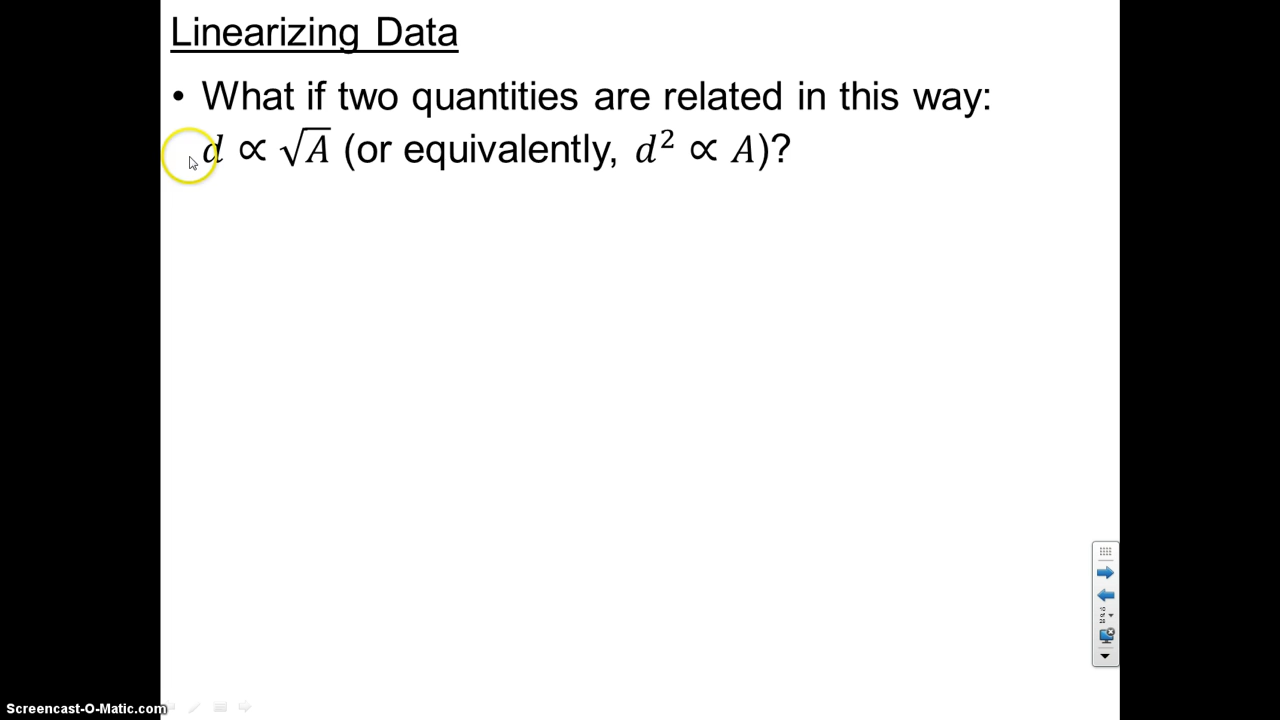 Linearizing Data
• What if two quantities are related in this way:
d ∝ √A (or equivalently, d² ∝ A)?
Screencast-O-Matic.com